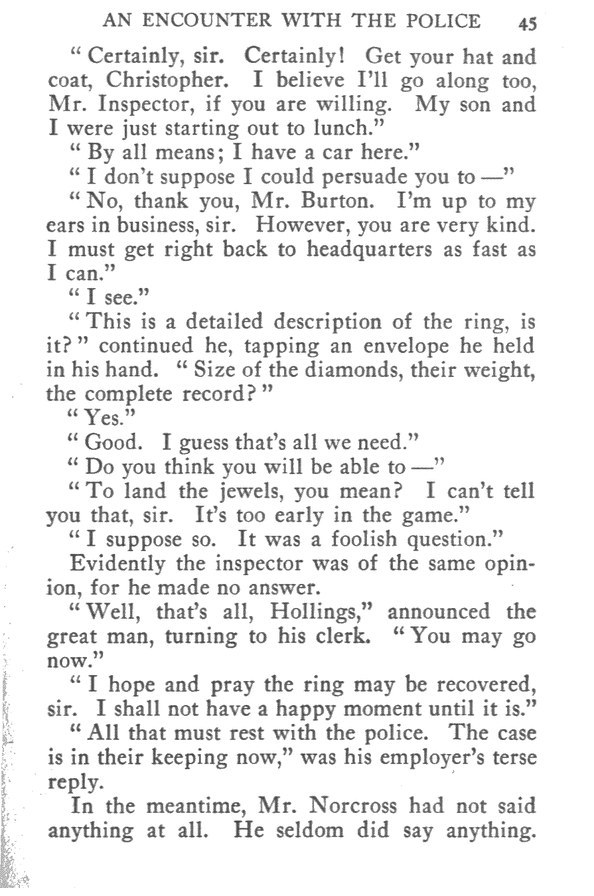 AN ENCOUNTER WITH THE POLICE 45
“ Certainly, sir. Certainly! Get your hat and
coat, Christopher. I believe I’ll go along too,
Mr. Inspector, if you are willing. My son and
I were just starting out to lunch.”
“ By all means; I have a car here.”
“ I don’t suppose I could persuade you to —”
“ No, thank you, Mr. Burton. I’m up to my
ears in business, sir. However, you are very kind.
I must get right back to headquarters as fast as
I can.”
“ I see.”
“ This is a detailed description of the ring, is
it? ” continued he, tapping an envelope he held
in his hand. “ Size of the diamonds, their weight,
the complete record? ”
“ Yes.”
“ Good. I guess that’s all we need.”
“ Do you think you will be able to —”
“ To land the jewels, you mean? I can’t tell
you that, sir. It’s too early in the game.”
“ I suppose so. It was a foolish question.”
Evidently the inspector was of the same opin-
ion, for he made no answer.
“ Well, that’s all, Hollings,” announced the
great man, turning to his clerk. “ You may go
now.”
“ I hope and pray the ring may be recovered,
sir. I shall not have a happy moment until it is.”
“ All that must rest with the police. The case
is in their keeping now,” was his employer’s terse
reply.
In the meantime, Mr. Norcross had not said
anything at all. He seldom did say anything.